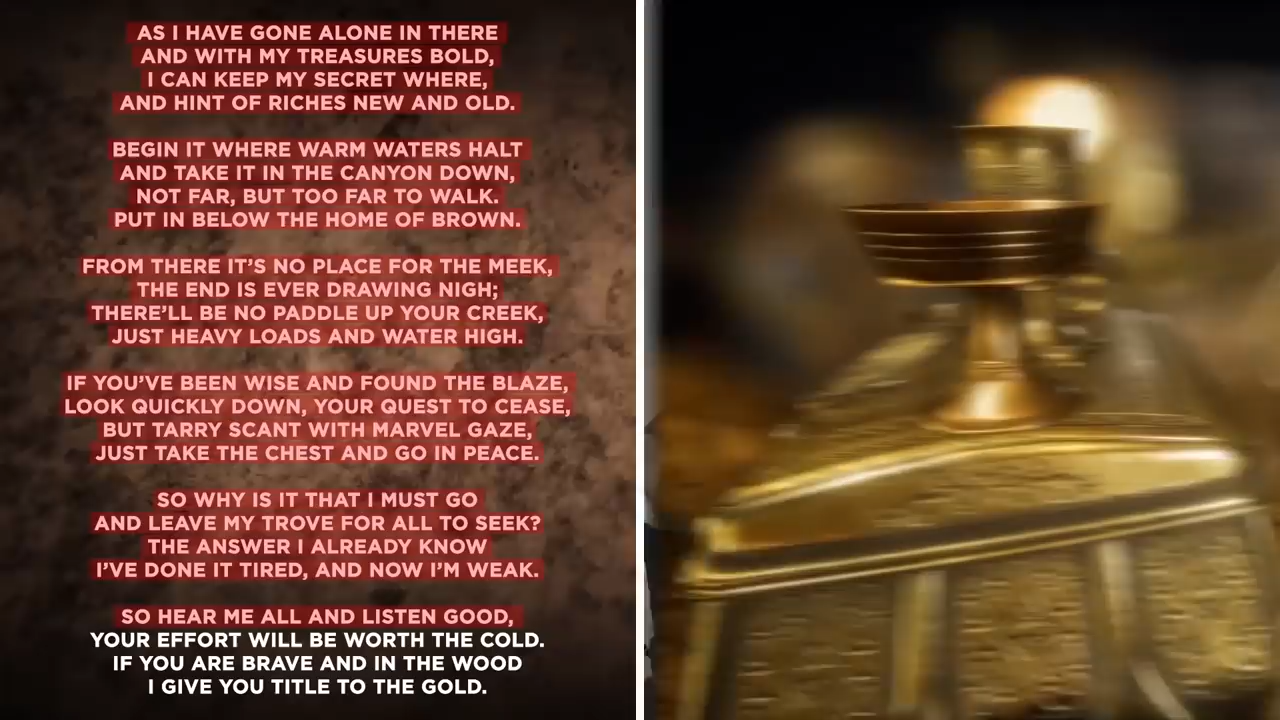 AS I HAVE GONE ALONE IN THERE
AND WITH MY TREASURES BOLD,
I CAN KEEP MY SECRET WHERE,
AND HINT OF RICHES NEW AND OLD.
BEGIN IT WHERE WARM WATERS HALT
AND TAKE IT IN THE CANYON DOWN,
NOT FAR, BUT TOO FAR TO WALK.
PUT IN BELOW THE HOME OF BROWN.
FROM THERE IT'S NO PLACE FOR THE MEEK,
THE END IS EVER DRAWING NIGH;
THERE'LL BE NO PADDLE UP YOUR CREEK,
JUST HEAVY LOADS AND WATER HIGH.
IF YOU'VE BEEN WISE AND FOUND THE BLAZE,
LOOK QUICKLY DOWN, YOUR QUEST TO CEASE,
BUT TARRY SCANT WITH MARVEL GAZE,
JUST TAKE THE CHEST AND GO IN PEACE.
SO WHY IS IT THAT I MUST GO
AND LEAVE MY TROVE FOR ALL TO SEEK?
THE ANSWER I ALREADY KNOW
I'VE DONE IT TIRED, AND NOW I'M WEAK.
SO HEAR ME ALL AND LISTEN GOOD,
YOUR EFFORT WILL BE WORTH THE COLD.
IF YOU ARE BRAVE AND IN THE WOOD
I GIVE YOU TITLE TO THE GOLD.